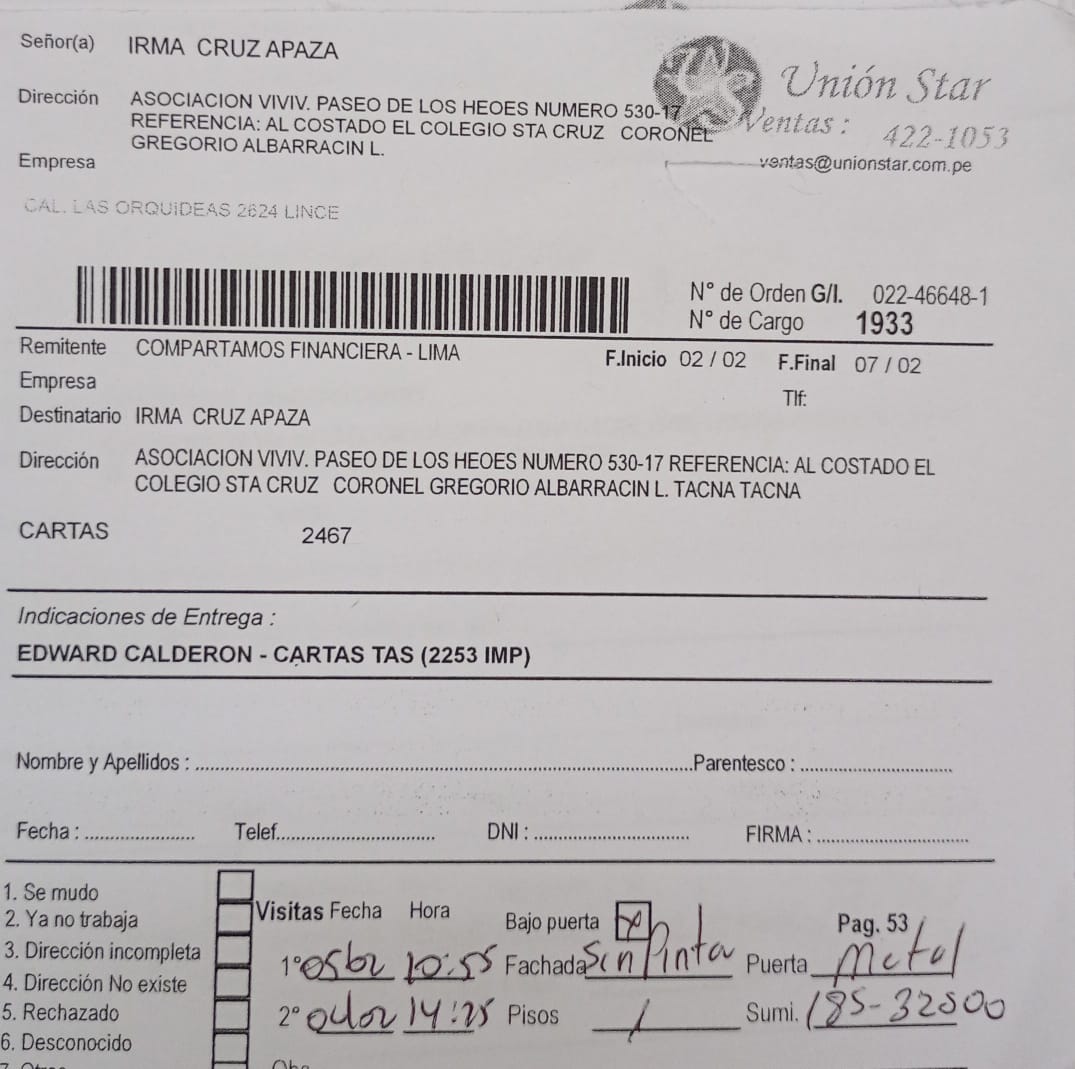 Señor(a) IRMA CRUZ APAZA
Unión Star
Dirección ASOCIACION VIVIV. PASEO DE LOS HEOES NUMERO 530-17
REFERENCIA: AL COSTADO EL COLEGIO STA CRUZ CORONEL
Ventas: 422-1053
GREGORIO ALBARRACIN L.
Empresa
ventas@unionstar.com.pe
CAL. LAS ORQUIDEAS 2624 LINCE
N° de Orden G/I. 022-46648-1
N° de Cargo 1933
Remitente COMPARTAMOS FINANCIERA - LIMA
F.Inicio 02 / 02 F.Final 07 / 02
Empresa
Tlf:
Destinatario IRMA CRUZ APAZA
Dirección ASOCIACION VIVIV. PASEO DE LOS HEOES NUMERO 530-17 REFERENCIA: AL COSTADO EL
COLEGIO STA CRUZ CORONEL GREGORIO ALBARRACIN L. TACNA TACNA
CARTAS 2467
Indicaciones de Entrega :
EDWARD CALDERON - CARTAS TAS (2253 IMP)
Nombre y Apellidos : Parentesco :
Fecha : Telef. DNI : FIRMA :
1. Se mudo
2. Ya no trabaja
3. Dirección incompleta
4. Dirección No existe
5. Rechazado
6. Desconocido
Visitas Fecha Hora Bajo puerta X Pag. 53
1° 10:55 Fachada Sin Pinta Puerta Metal
2° 14:25 Pisos 1 Sumi. 185-32500